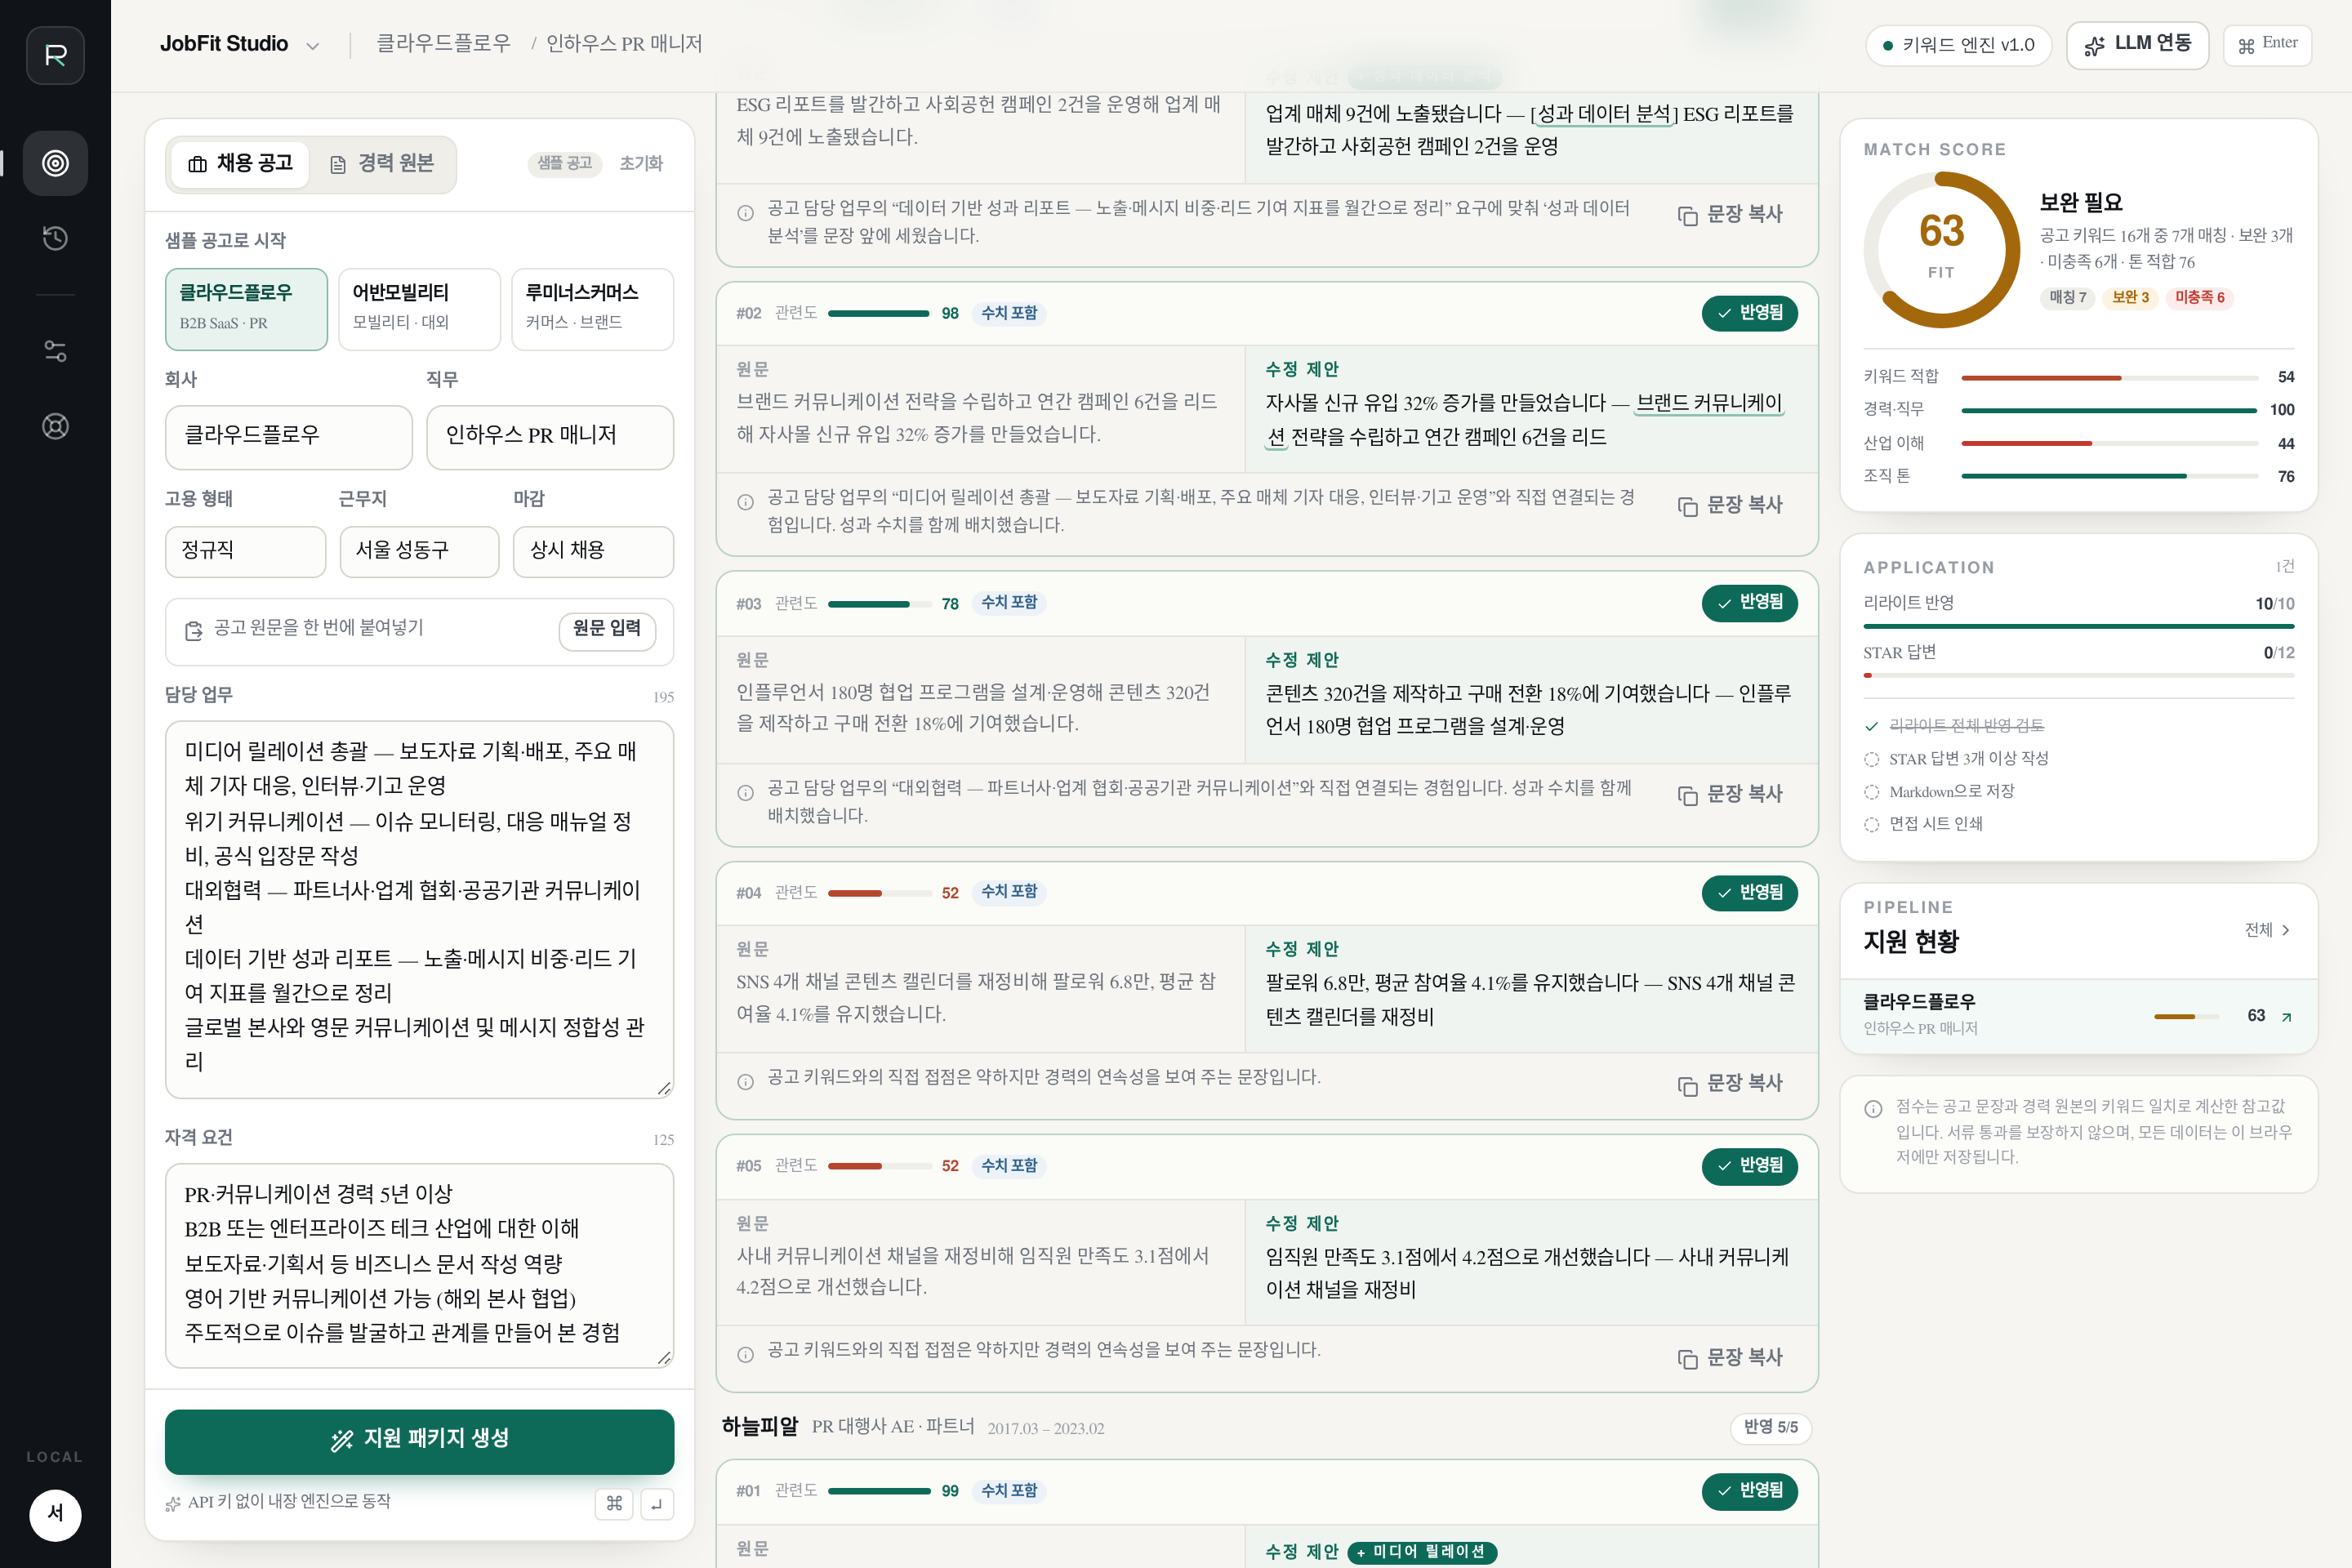 JobFit Studio
클라우드플로우 / 인하우스 PR 매니저
키워드 엔진 v1.0
LLM 연동
⌘ Enter
채용 공고
경력 원본
샘플 공고
초기화
샘플 공고로 시작
클라우드플로우
B2B SaaS · PR
어반모빌리티
모빌리티 · 대외
루미너스커머스
커머스 · 브랜드
회사
직무
클라우드플로우
인하우스 PR 매니저
고용 형태
근무지
마감
정규직
서울 성동구
상시 채용
공고 원문을 한 번에 붙여넣기
원문 입력
담당 업무
195
미디어 릴레이션 총괄 — 보도자료 기획·배포, 주요 매
체 기자 대응, 인터뷰·기고 운영
위기 커뮤니케이션 — 이슈 모니터링, 대응 매뉴얼 정
비, 공식 입장문 작성
대외협력 — 파트너사·업계 협회·공공기관 커뮤니케이
션
데이터 기반 성과 리포트 — 노출·메시지 비중·리드 기
여 지표를 월간으로 정리
글로벌 본사와 영문 커뮤니케이션 및 메시지 정합성 관
리
자격 요건
125
PR·커뮤니케이션 경력 5년 이상
B2B 또는 엔터프라이즈 테크 산업에 대한 이해
보도자료·기획서 등 비즈니스 문서 작성 역량
영어 기반 커뮤니케이션 가능 (해외 본사 협업)
주도적으로 이슈를 발굴하고 관계를 만들어 본 경험
지원 패키지 생성
API 키 없이 내장 엔진으로 동작
⌘
LOCAL
서
수정 제안
ESG 리포트를 발간하고 사회공헌 캠페인 2건을 운영해 업계 매
체 9건에 노출됐습니다.
업계 매체 9건에 노출됐습니다 — [성과 데이터 분석] ESG 리포트를
발간하고 사회공헌 캠페인 2건을 운영
공고 담당 업무의 “데이터 기반 성과 리포트 — 노출·메시지 비중·리드 기여 지표를 월간으로 정리” 요구에 맞춰 ‘성과 데이터
분석’를 문장 앞에 세웠습니다.
문장 복사
#02 관련도 98 수치 포함
반영됨
원문
브랜드 커뮤니케이션 전략을 수립하고 연간 캠페인 6건을 리드
해 자사몰 신규 유입 32% 증가를 만들었습니다.
수정 제안
자사몰 신규 유입 32% 증가를 만들었습니다 — 브랜드 커뮤니케이
션 전략을 수립하고 연간 캠페인 6건을 리드
공고 담당 업무의 “미디어 릴레이션 총괄 — 보도자료 기획·배포, 주요 매체 기자 대응, 인터뷰·기고 운영”와 직접 연결되는 경
험입니다. 성과 수치를 함께 배치했습니다.
문장 복사
#03 관련도 78 수치 포함
반영됨
원문
인플루언서 180명 협업 프로그램을 설계·운영해 콘텐츠 320건
을 제작하고 구매 전환 18%에 기여했습니다.
수정 제안
콘텐츠 320건을 제작하고 구매 전환 18%에 기여했습니다 — 인플루
언서 180명 협업 프로그램을 설계·운영
공고 담당 업무의 “대외협력 — 파트너사·업계 협회·공공기관 커뮤니케이션”와 직접 연결되는 경험입니다. 성과 수치를 함께
배치했습니다.
문장 복사
#04 관련도 52 수치 포함
반영됨
원문
SNS 4개 채널 콘텐츠 캘린더를 재정비해 팔로워 6.8만, 평균 참
여율 4.1%를 유지했습니다.
수정 제안
팔로워 6.8만, 평균 참여율 4.1%를 유지했습니다 — SNS 4개 채널 콘
텐츠 캘린더를 재정비
공고 키워드와의 직접 접점은 약하지만 경력의 연속성을 보여 주는 문장입니다.
문장 복사
#05 관련도 52 수치 포함
반영됨
원문
사내 커뮤니케이션 채널을 재정비해 임직원 만족도 3.1점에서
4.2점으로 개선했습니다.
수정 제안
임직원 만족도 3.1점에서 4.2점으로 개선했습니다 — 사내 커뮤니케
이션 채널을 재정비
공고 키워드와의 직접 접점은 약하지만 경력의 연속성을 보여 주는 문장입니다.
문장 복사
하늘피알 PR 대행사 AE · 파트너 2017.03 – 2023.02
반영 5/5
#01 관련도 99 수치 포함
반영됨
원문
수정 제안 + 미디어 릴레이션
MATCH SCORE
63
FIT
보완 필요
공고 키워드 16개 중 7개 매칭 · 보완 3개
· 미충족 6개 · 톤 적합 76
매칭 7
보완 3
미충족 6
키워드 적합 54
경력·직무 100
산업 이해 44
조직 톤 76
APPLICATION
1건
리라이트 반영 10/10
STAR 답변 0/12
리라이트 전체 반영 검토
STAR 답변 3개 이상 작성
Markdown으로 저장
면접 시트 인쇄
PIPELINE
지원 현황
전체
클라우드플로우
인하우스 PR 매니저
63
점수는 공고 문장과 경력 원본의 키워드 일치로 계산한 참고값
입니다. 서류 통과를 보장하지 않으며, 모든 데이터는 이 브라우
저에만 저장됩니다.